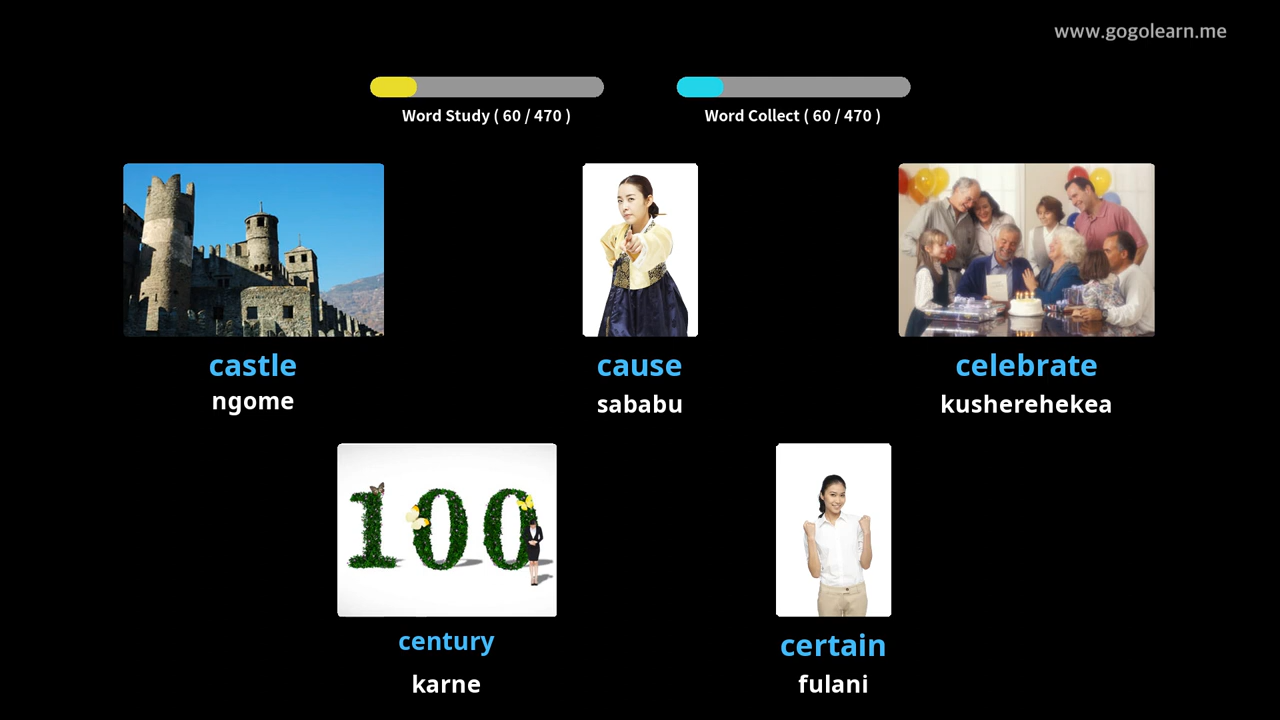 www.gogolearn.me
Word Study ( 60 / 470 )
Word Collect ( 60 / 470 )
castle
ngome
cause
sababu
celebrate
kusherehekea
100
century
karne
certain
fulani